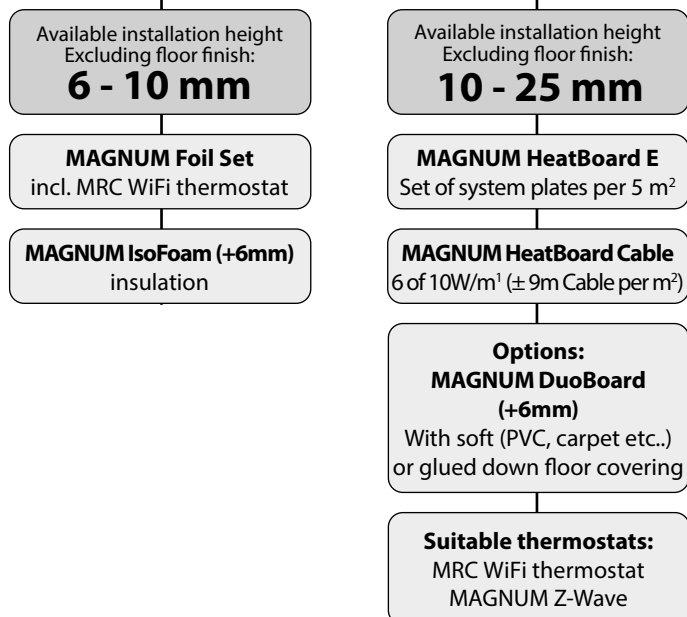 Available installation height
Excluding floor finish:
6 - 10 mm
MAGNUM Foil Set
incl. MRC WiFi thermostat
MAGNUM IsoFoam (+6mm)
insulation
Available installation height
Excluding floor finish:
10 - 25 mm
MAGNUM HeatBoard E
Set of system plates per 5 m²
MAGNUM HeatBoard Cable
6 of 10W/m¹ (± 9m Cable per m²)
Options:
MAGNUM DuoBoard
(+6mm)
With soft (PVC, carpet etc..)
or glued down floor covering
Suitable thermostats:
MRC WiFi thermostat
MAGNUM Z-Wave